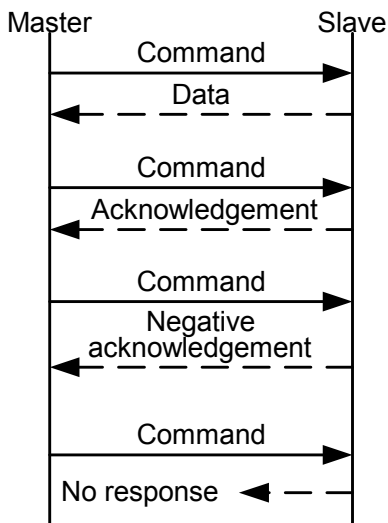 Master Slave
Command
Data
Command
Acknowledgement
Command
Negative
acknowledgement
Command
No response